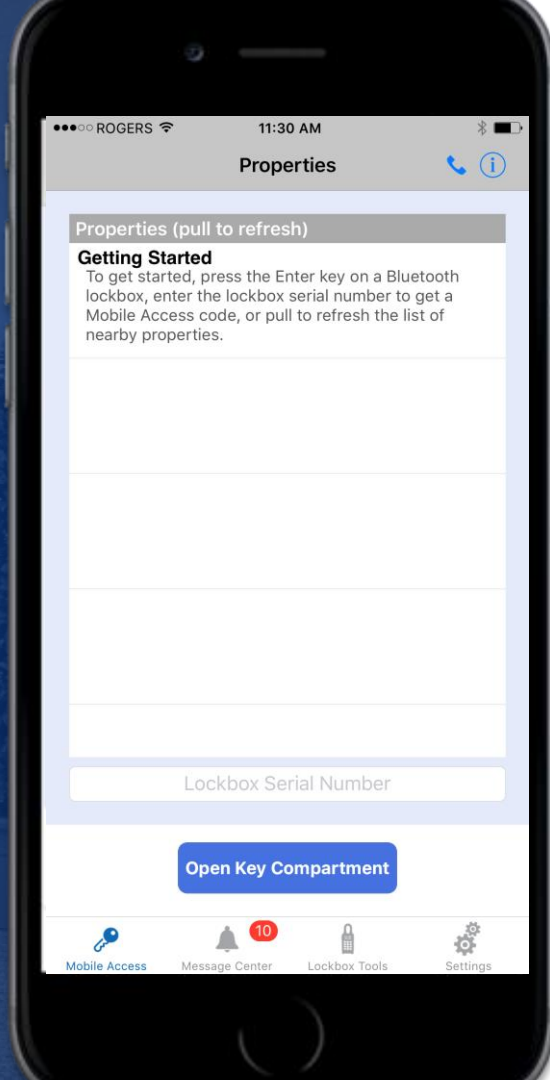 ROGERS 11:30 AM
Properties
Properties (pull to refresh)
Getting Started
To get started, press the Enter key on a Bluetooth
lockbox, enter the lockbox serial number to get a
Mobile Access code, or pull to refresh the list of
nearby properties.
Lockbox Serial Number
Open Key Compartment
10
Mobile Access Message Center Lockbox Tools Settings